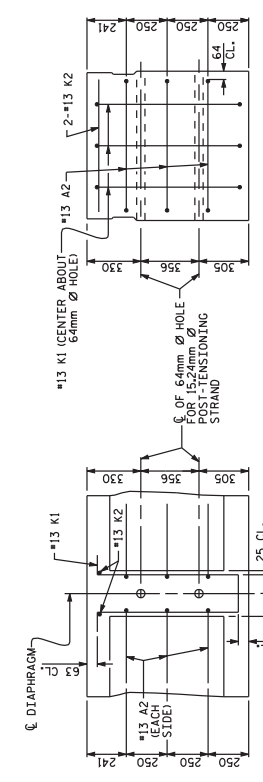 241
250
250
250
64
CL.
2-#13 K2
#13 A2
#13 K1 (CENTER ABOUT
64mm Ø HOLE)
330
356
305
℄ OF 64mm Ø HOLE
FOR 15.24mm Ø
POST-TENSIONING
STRAND
330
356
305
#13 K1
#13 K2
℄ DIAPHRAGM
63 CL.
25 CL.
#13 A2
(EACH
SIDE)
241
250
250
250